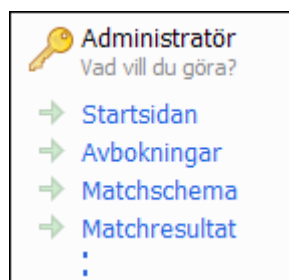 Administratör
Vad vill du göra?
Startsidan
Avbokningar
Matchschema
Matchresultat